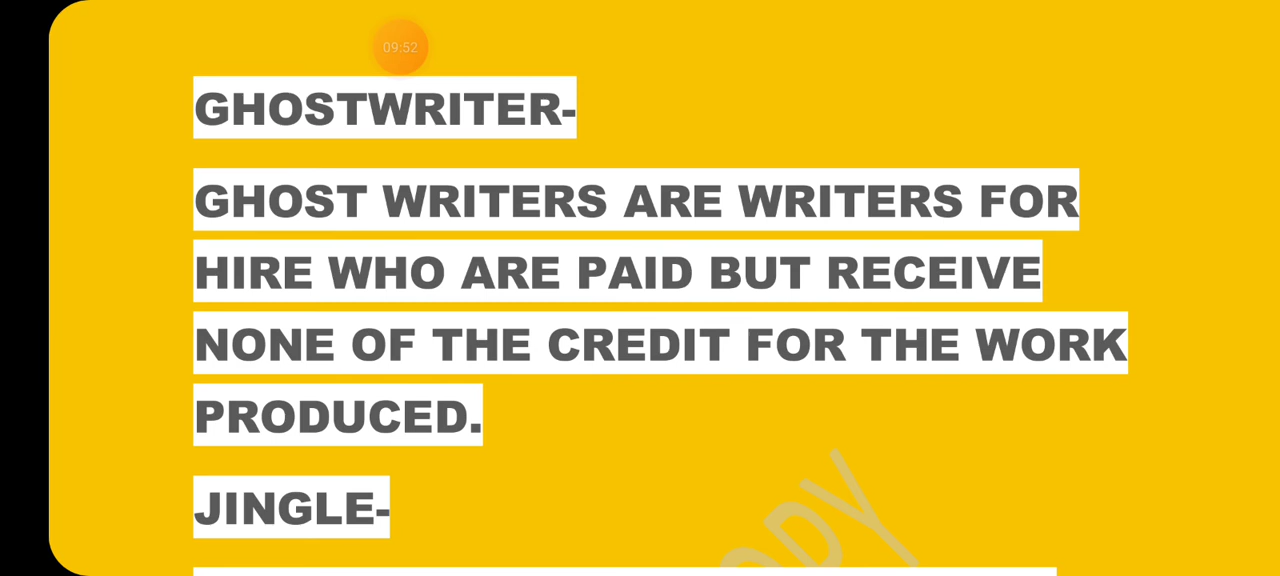 09:52
GHOSTWRITER-
GHOST WRITERS ARE WRITERS FOR
HIRE WHO ARE PAID BUT RECEIVE
NONE OF THE CREDIT FOR THE WORK
PRODUCED.
JINGLE-